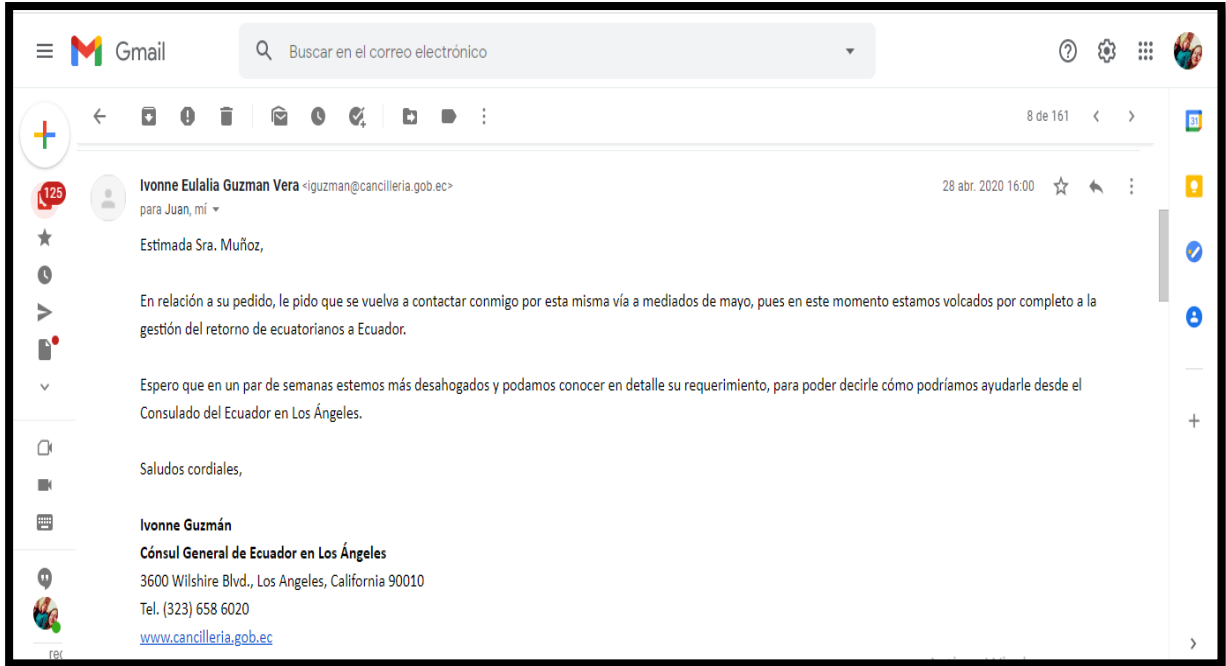 Gmail
Buscar en el correo electrónico
8 de 161
31
125
Ivonne Eulalia Guzman Vera <iguzman@cancilleria.gob.ec>
28 abr. 2020 16:00
para Juan, mí
Estimada Sra. Muñoz,
En relación a su pedido, le pido que se vuelva a contactar conmigo por esta misma vía a mediados de mayo, pues en este momento estamos volcados por completo a la
gestión del retorno de ecuatorianos a Ecuador.
Espero que en un par de semanas estemos más desahogados y podamos conocer en detalle su requerimiento, para poder decirle cómo podríamos ayudarle desde el
Consulado del Ecuador en Los Ángeles.
Saludos cordiales,
Ivonne Guzmán
Cónsul General de Ecuador en Los Ángeles
3600 Wilshire Blvd., Los Angeles, California 90010
Tel. (323) 658 6020
www.cancilleria.gob.ec